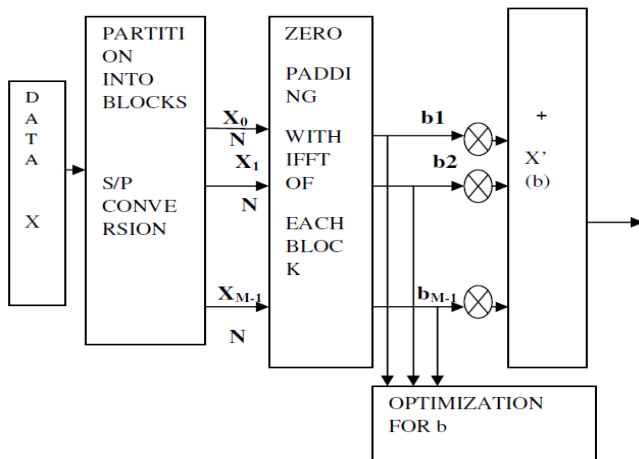 D
A
T
A
X
PARTITI
ON
INTO
BLOCKS
S/P
CONVE
RSION
X0
N
X1
N
XM-1
N
ZERO
PADDI
NG
WITH IFFT
OF
EACH
BLOC
K
b1
b2
bM-1
+
X’
(b)
OPTIMIZATION
FOR b